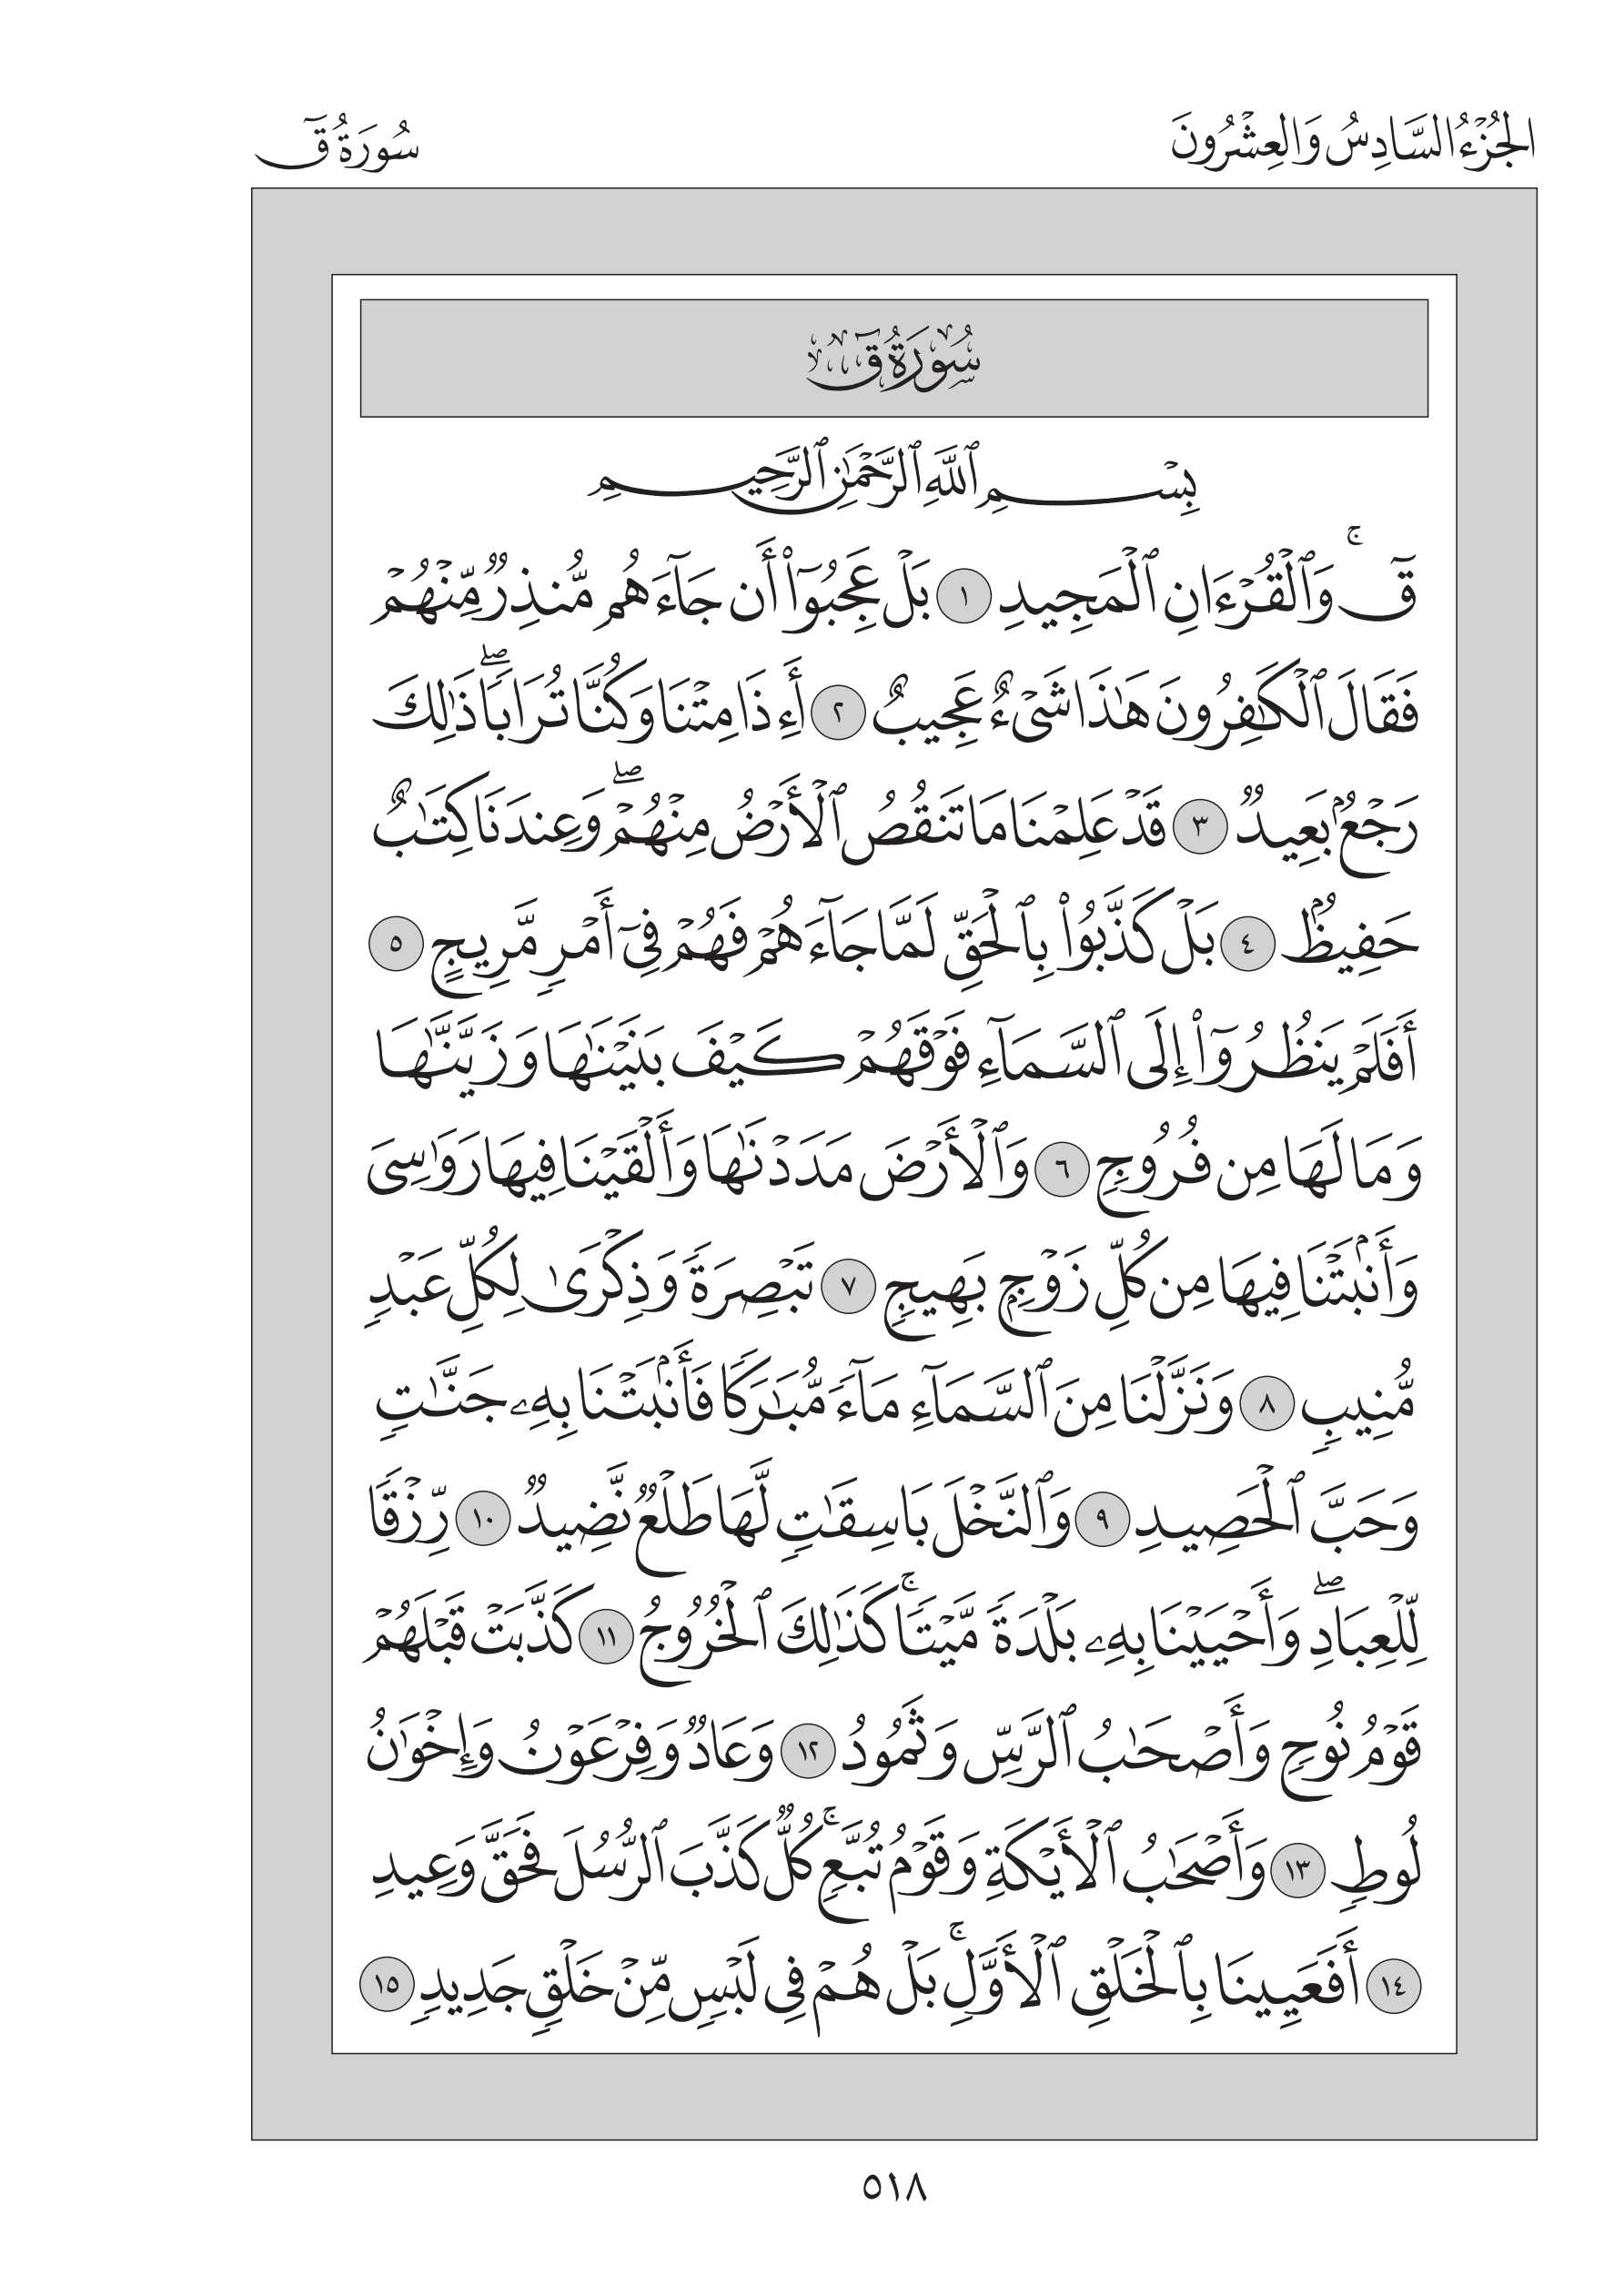 الجُزْءُ السَّادِسُ وَالعِشْرُونَ
سُورَةُ قٓ
سُورَةُ قٓ
بِسْمِ ٱللَّهِ ٱلرَّحْمَٰنِ ٱلرَّحِيمِ
قٓۚ وَٱلْقُرْءَانِ ٱلْمَجِيدِ ١ بَلْ عَجِبُوٓا۟ أَن جَآءَهُم مُّنذِرٌ مِّنْهُمْ
فَقَالَ ٱلْكَٰفِرُونَ هَٰذَا شَىْءٌ عَجِيبٌ ٢ أَءِذَا مِتْنَا وَكُنَّا تُرَابًاۖ ذَٰلِكَ
رَجْعٌۢ بَعِيدٌ ٣ قَدْ عَلِمْنَا مَا تَنقُصُ ٱلْأَرْضُ مِنْهُمْۖ وَعِندَنَا كِتَٰبٌ
حَفِيظٌۢ ٤ بَلْ كَذَّبُوا۟ بِٱلْحَقِّ لَمَّا جَآءَهُمْ فَهُمْ فِىٓ أَمْرٍ مَّرِيجٍ ٥
أَفَلَمْ يَنظُرُوٓا۟ إِلَى ٱلسَّمَآءِ فَوْقَهُمْ كَيْفَ بَنَيْنَٰهَا وَزَيَّنَّٰهَا
وَمَا لَهَا مِن فُرُوجٍ ٦ وَٱلْأَرْضَ مَدَدْنَٰهَا وَأَلْقَيْنَا فِيهَا رَوَٰسِىَ
وَأَنۢبَتْنَا فِيهَا مِن كُلِّ زَوْجٍۭ بَهِيجٍ ٧ تَبْصِرَةً وَذِكْرَىٰ لِكُلِّ عَبْدٍ
مُّنِيبٍ ٨ وَنَزَّلْنَا مِنَ ٱلسَّمَآءِ مَآءً مُّبَٰرَكًا فَأَنۢبَتْنَا بِهِۦ جَنَّٰتٍ
وَحَبَّ ٱلْحَصِيدِ ٩ وَٱلنَّخْلَ بَاسِقَٰتٍ لَّهَا طَلْعٌ نَّضِيدٌ ١٠ رِّزْقًا
لِّلْعِبَادِۖ وَأَحْيَيْنَا بِهِۦ بَلْدَةً مَّيْتًاۚ كَذَٰلِكَ ٱلْخُرُوجُ ١١ كَذَّبَتْ قَبْلَهُمْ
قَوْمُ نُوحٍ وَأَصْحَٰبُ ٱلرَّسِّ وَثَمُودُ ١٢ وَعَادٌ وَفِرْعَوْنُ وَإِخْوَٰنُ
لُوطٍ ١٣ وَأَصْحَٰبُ ٱلْأَيْكَةِ وَقَوْمُ تُبَّعٍۚ كُلٌّ كَذَّبَ ٱلرُّسُلَ فَحَقَّ وَعِيدِ
١٤ أَفَعَيِينَا بِٱلْخَلْقِ ٱلْأَوَّلِۚ بَلْ هُمْ فِى لَبْسٍ مِّنْ خَلْقٍ جَدِيدٍ ١٥
٥١٨